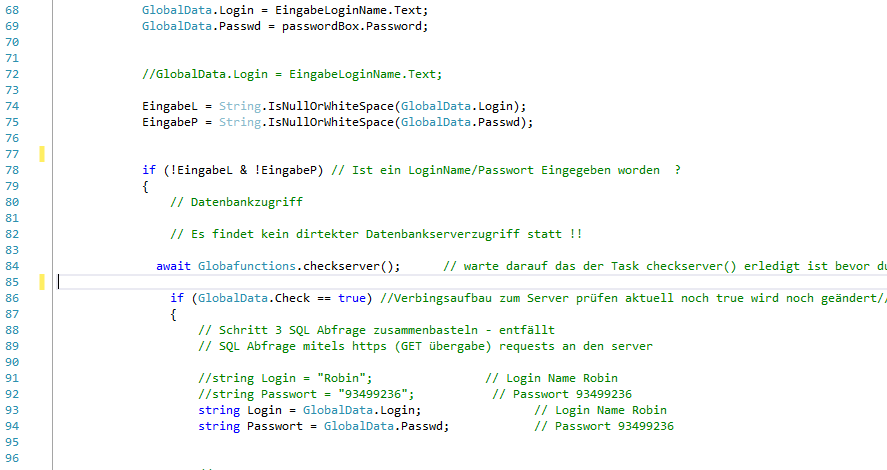 68 GlobalData.Login = EingabeLoginName.Text;
69 GlobalData.Passwd = passwordBox.Password;
70
71
72 //GlobalData.Login = EingabeLoginName.Text;
73
74 EingabeL = String.IsNullOrWhiteSpace(GlobalData.Login);
75 EingabeP = String.IsNullOrWhiteSpace(GlobalData.Passwd);
76
77
78 if (!EingabeL & !EingabeP) // Ist ein LoginName/Passwort Eingegeben worden ?
79 {
80 // Datenbankzugriff
81
82 // Es findet kein dirtekter Datenbankserverzugriff statt !!
83
84 await Globafunctions.checkserver(); // warte darauf das der Task checkserver() erledigt ist bevor du
85
86 if (GlobalData.Check == true) //Verbingsaufbau zum Server prüfen aktuell noch true wird noch geändert//
87 {
88 // Schritt 3 SQL Abfrage zusammenbasteln - entfällt
89 // SQL Abfrage mitels https (GET übergabe) requests an den server
90
91 //string Login = "Robin"; // Login Name Robin
92 //string Passwort = "93499236"; // Passwort 93499236
93 string Login = GlobalData.Login; // Login Name Robin
94 string Passwort = GlobalData.Passwd; // Passwort 93499236
95
96